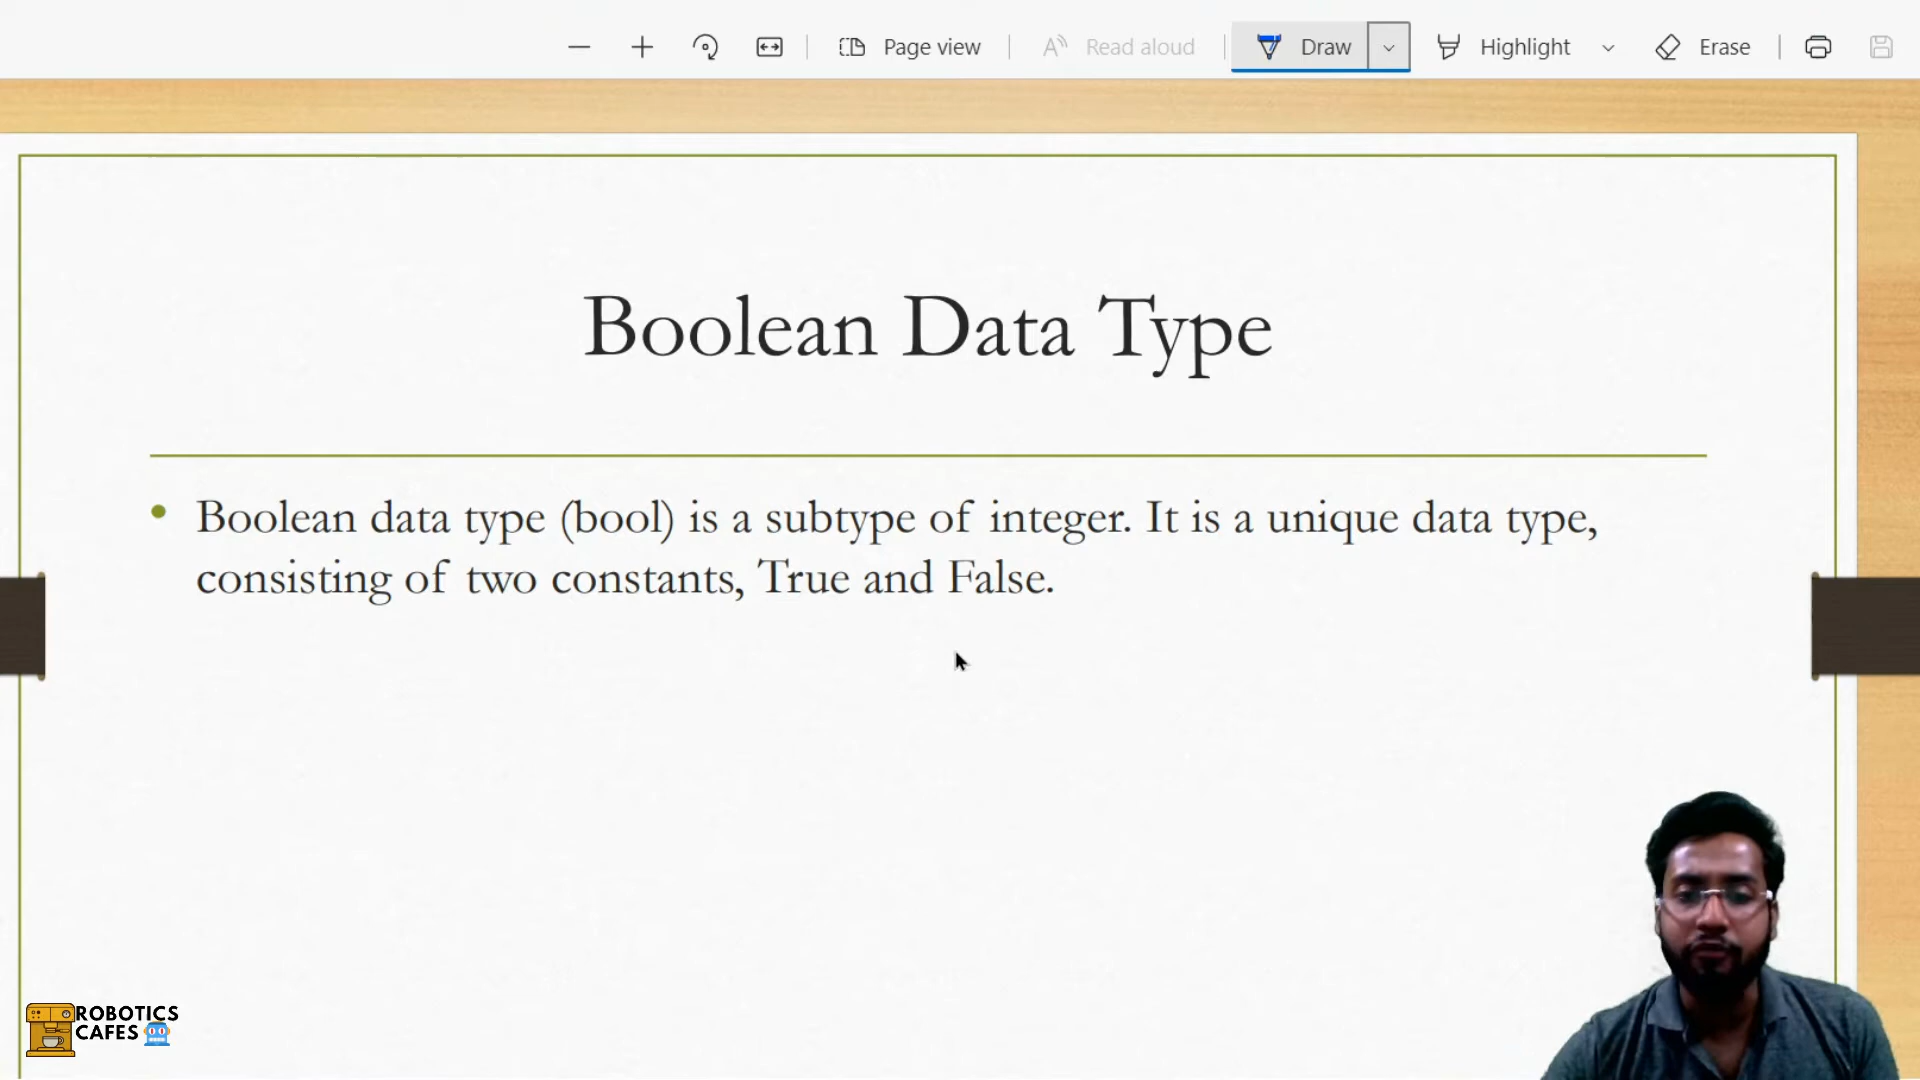 Page view
Read aloud
Draw
Highlight
Erase
Boolean Data Type
Boolean data type (bool) is a subtype of integer. It is a unique data type,
consisting of two constants, True and False.
ROBOTICS
CAFES